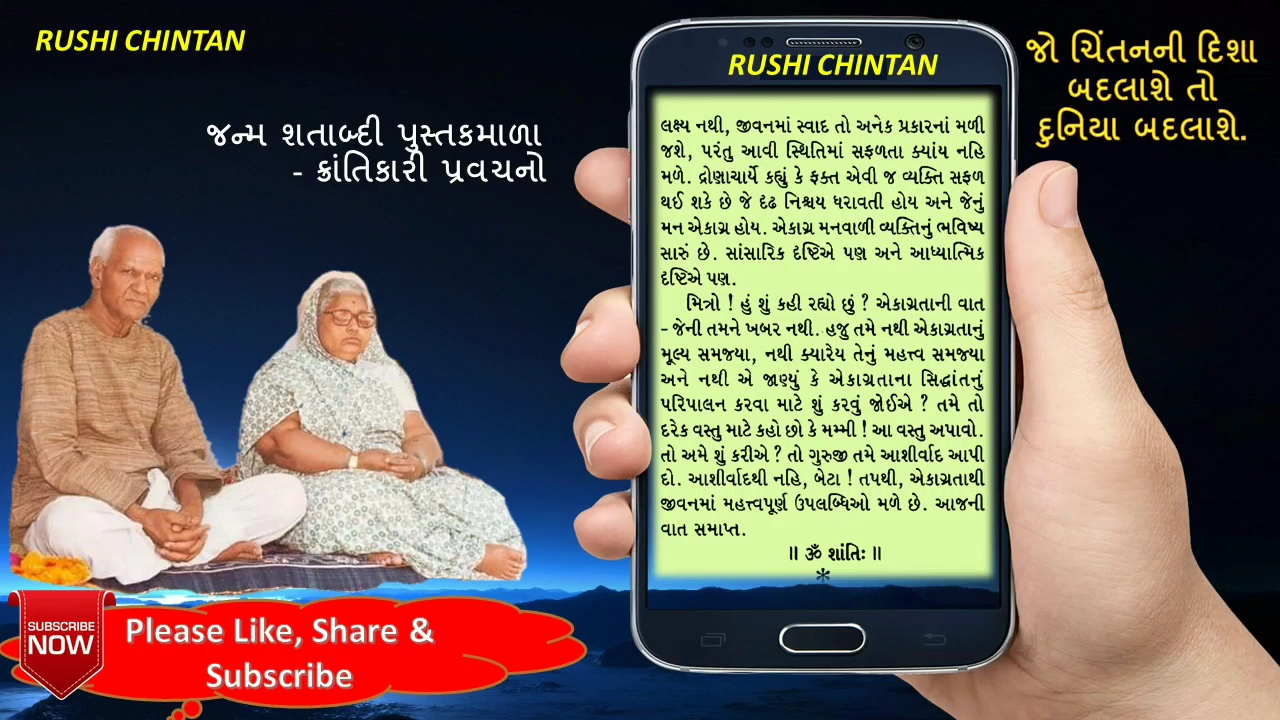 RUSHI CHINTAN
જન્મ શતાબ્દી પુસ્તકમાળા
- ક્રાંતિકારી પ્રવચનો
RUSHI CHINTAN
લક્ષ્ય નથી, જીવનમાં સ્વાદ તો અનેક પ્રકારનાં મળી
જશે, પરંતુ આવી સ્થિતિમાં સફળતા ક્યાંય નહિ
મળે. દ્રોણાચાર્યે કહ્યું કે ફક્ત એવી જ વ્યક્તિ સફળ
થઈ શકે છે જે દૃઢ નિશ્ચય ધરાવતી હોય અને જેનું
મન એકાગ્ર હોય. એકાગ્ર મનવાળી વ્યક્તિનું ભવિષ્ય
સારું છે. સાંસારિક દૃષ્ટિએ પણ અને આધ્યાત્મિક
દૃષ્ટિએ પણ.
મિત્રો ! હું શું કહી રહ્યો છું ? એકાગ્રતાની વાત
- જેની તમને ખબર નથી. હજુ તમે નથી એકાગ્રતાનું
મૂલ્ય સમજયા, નથી ક્યારેય તેનું મહત્ત્વ સમજયા
અને નથી એ જાણ્યું કે એકાગ્રતાના સિદ્ધાંતનું
પરિપાલન કરવા માટે શું કરવું જોઈએ ? તમે તો
દરેક વસ્તુ માટે કહો છો કે મમ્મી ! આ વસ્તુ અપાવો.
તો અમે શું કરીએ ? તો ગુરુજી તમે આશીર્વાદ આપી
દો. આશીર્વાદથી નહિ, બેટા ! તપથી, એકાગ્રતાથી
જીવનમાં મહત્ત્વપૂર્ણ ઉપલબ્ધિઓ મળે છે. આજની
વાત સમાપ્ત.
॥ ૐ શાંતિઃ ॥
*
જો ચિંતનની દિશા
બદલાશે તો
દુનિયા બદલાશે.
SUBSCRIBE
NOW
Please Like, Share &
Subscribe